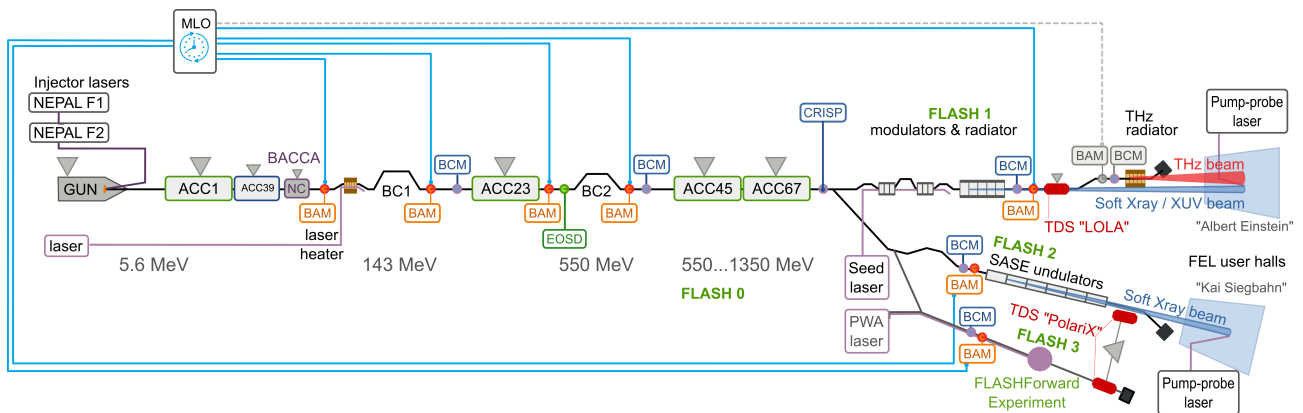 MLO
Injector lasers
NEPAL F1
NEPAL F2
GUN
ACC1
ACC39
BACCA
NC
BAM
laser
heater
laser
BC1
BAM
BCM
ACC23
BAM
EOSD
BC2
BAM
BCM
ACC45
ACC67
CRISP
5.6 MeV
143 MeV
550 MeV
550...1350 MeV
FLASH 0
FLASH 1
modulators & radiator
BCM
BAM
TDS "LOLA"
BAM
BCM
THz
radiator
Pump-probe
laser
THz beam
Soft Xray / XUV beam
"Albert Einstein"
FEL user halls
"Kai Siegbahn"
Seed
laser
BCM
BAM
FLASH 2
SASE undulators
Soft Xray beam
PWA
laser
BCM
BAM
TDS "PolariX"
FLASH 3
FLASHForward
Experiment
Pump-probe
laser